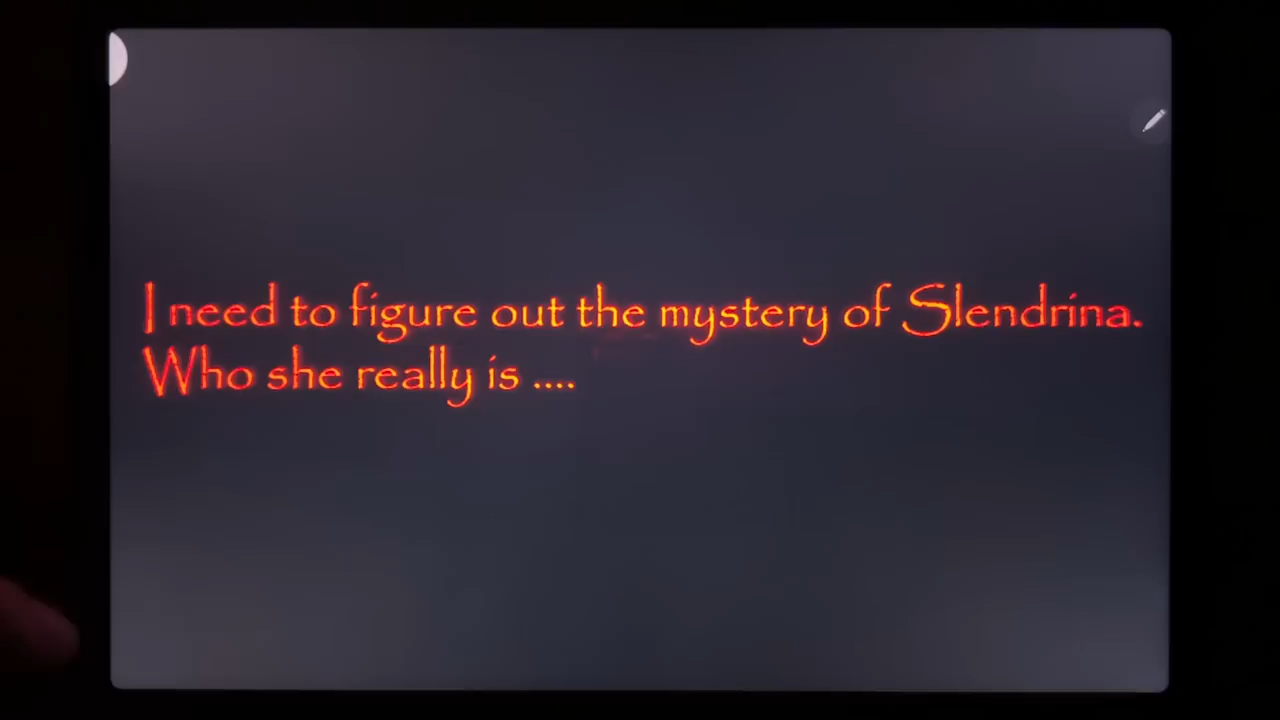 I need to figure out the mystery of Slendrina.
Who she really is ....